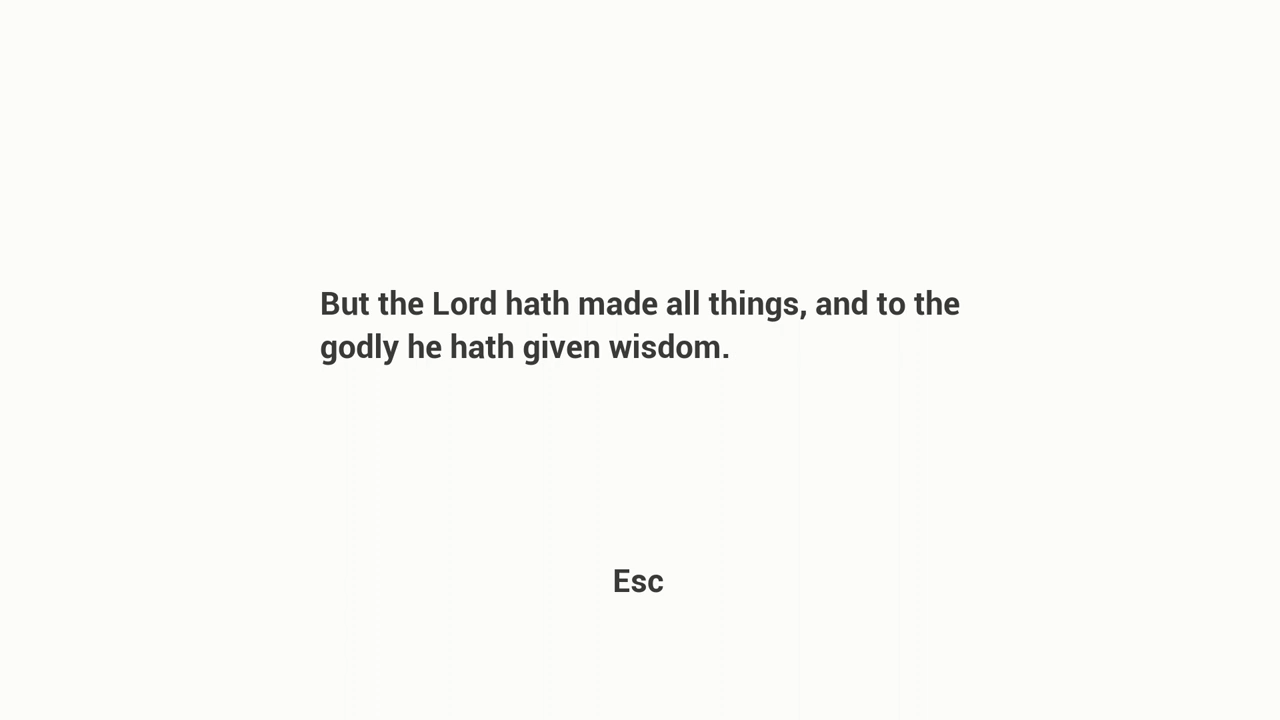 But the Lord hath made all things, and to the
godly he hath given wisdom.
Esc